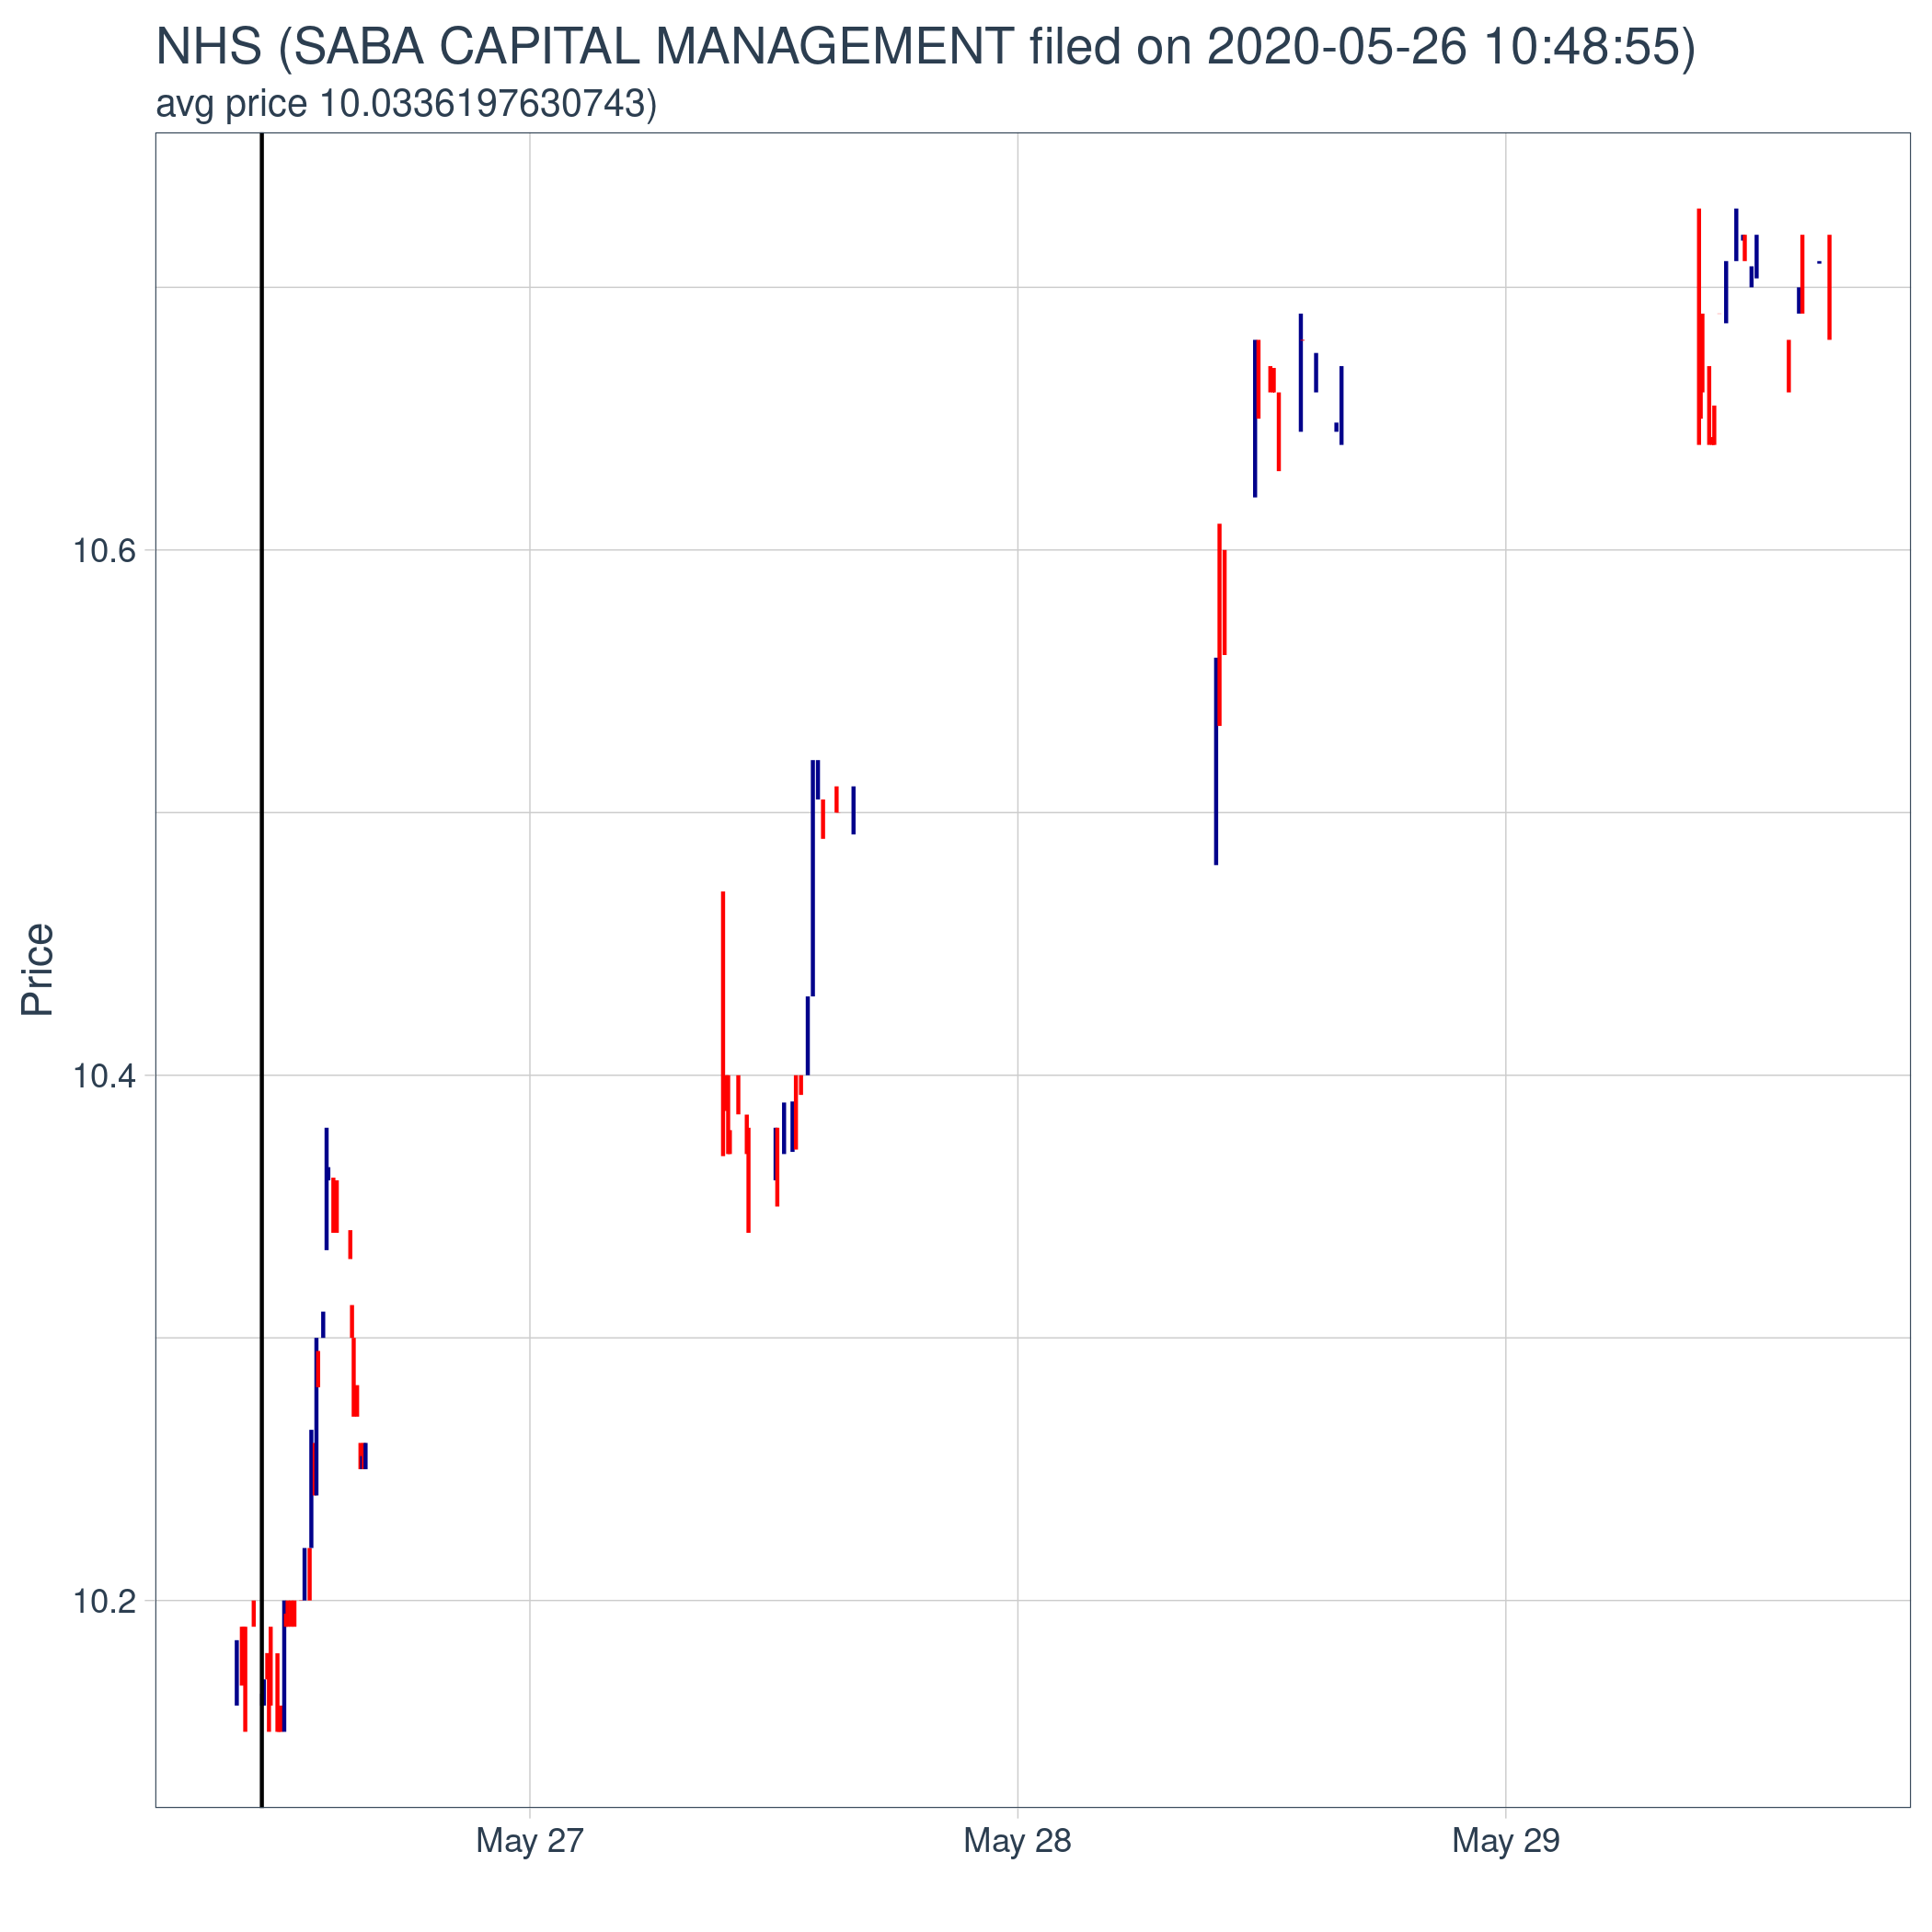 NHS (SABA CAPITAL MANAGEMENT filed on 2020-05-26 10:48:55)
avg price 10.0336197630743)
10.6
10.4
10.2
Price
May 27 May 28 May 29